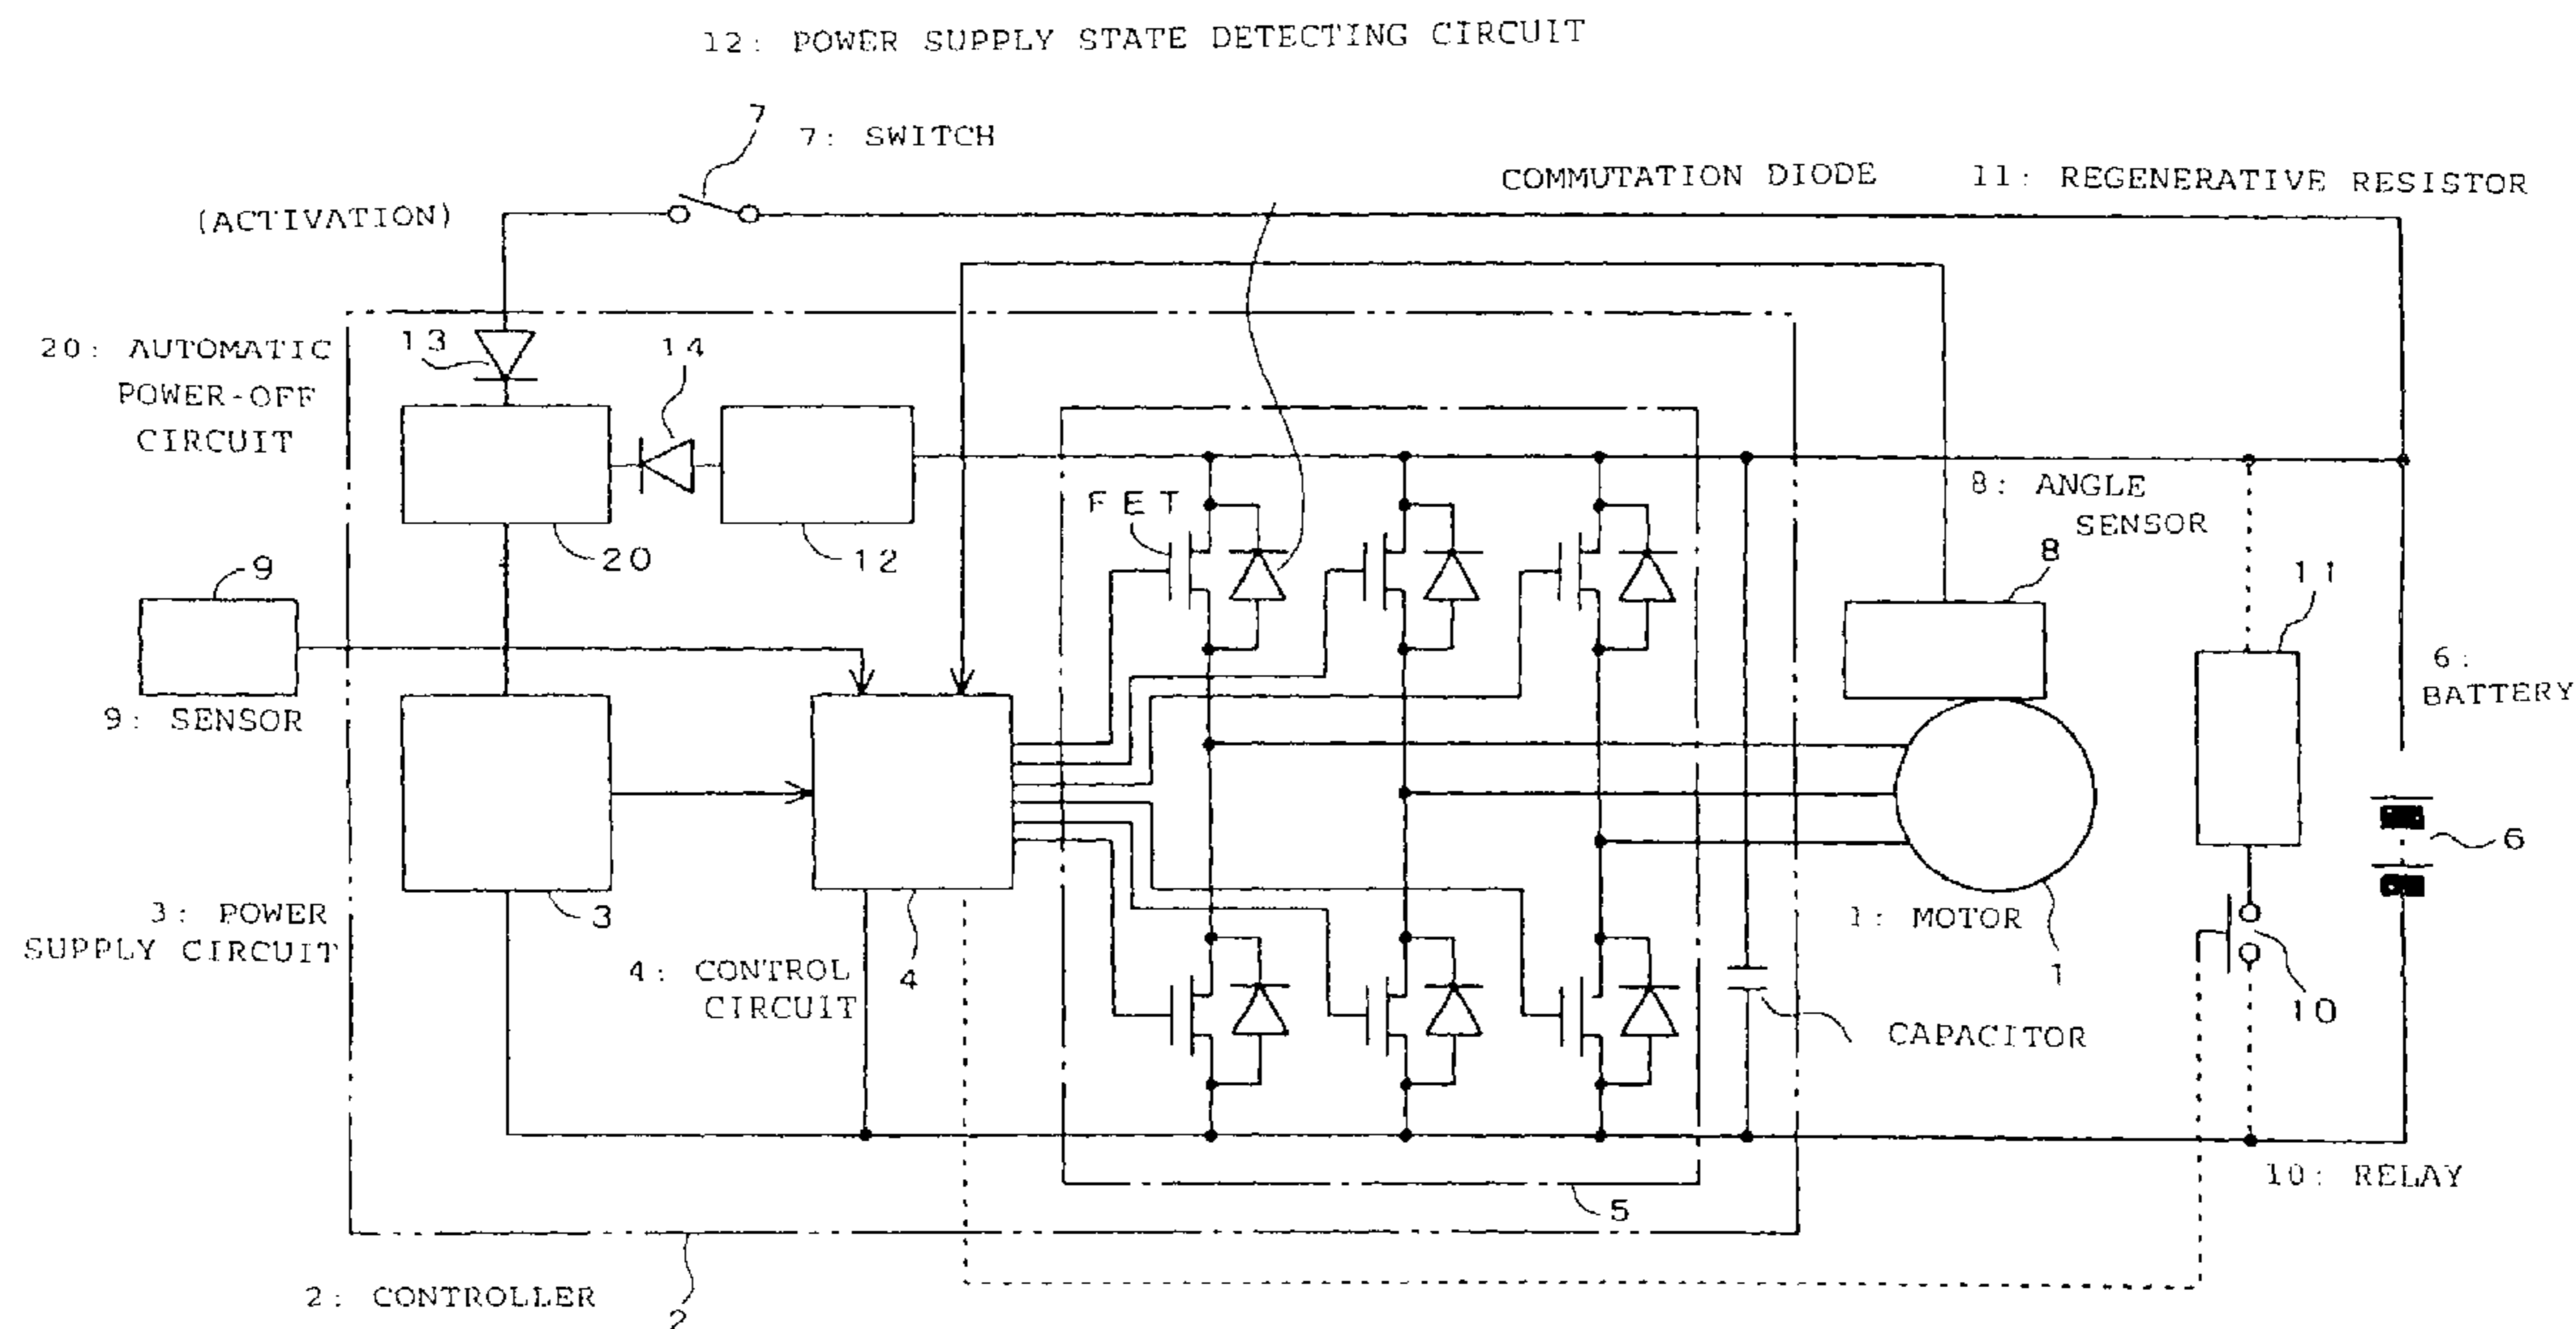 12: POWER SUPPLY STATE DETECTING CIRCUIT
7
7: SWITCH
COMMUTATION DIODE
11: REGENERATIVE RESISTOR
(ACTIVATION)
20: AUTOMATIC
POWER-OFF
CIRCUIT
13
14
FET
20
12
8: ANGLE
SENSOR
8
11
9
9: SENSOR
6:
BATTERY
6
3: POWER
SUPPLY CIRCUIT
3
4: CONTROL
CIRCUIT
4
1: MOTOR
1
10
CAPACITOR
10: RELAY
5
2: CONTROLLER
2